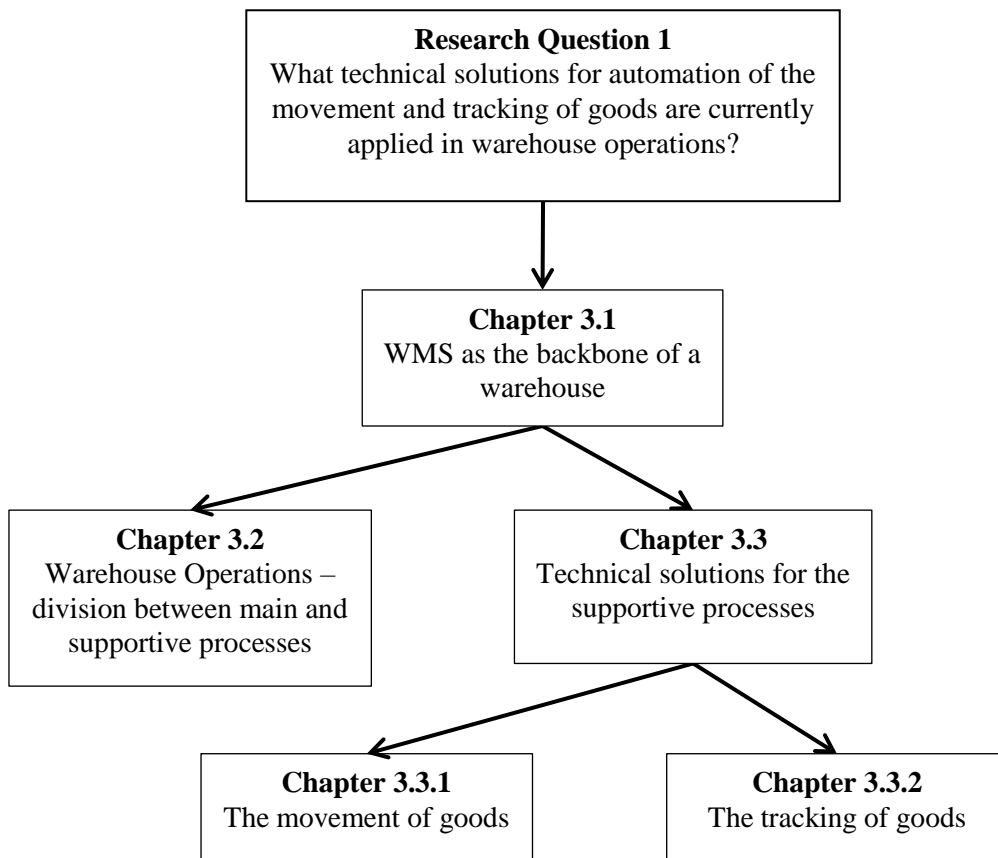 Research Question 1
What technical solutions for automation of the
movement and tracking of goods are currently
applied in warehouse operations?
Chapter 3.1
WMS as the backbone of a
warehouse
Chapter 3.2
Warehouse Operations –
division between main and
supportive processes
Chapter 3.3
Technical solutions for the
supportive processes
Chapter 3.3.1
The movement of goods
Chapter 3.3.2
The tracking of goods